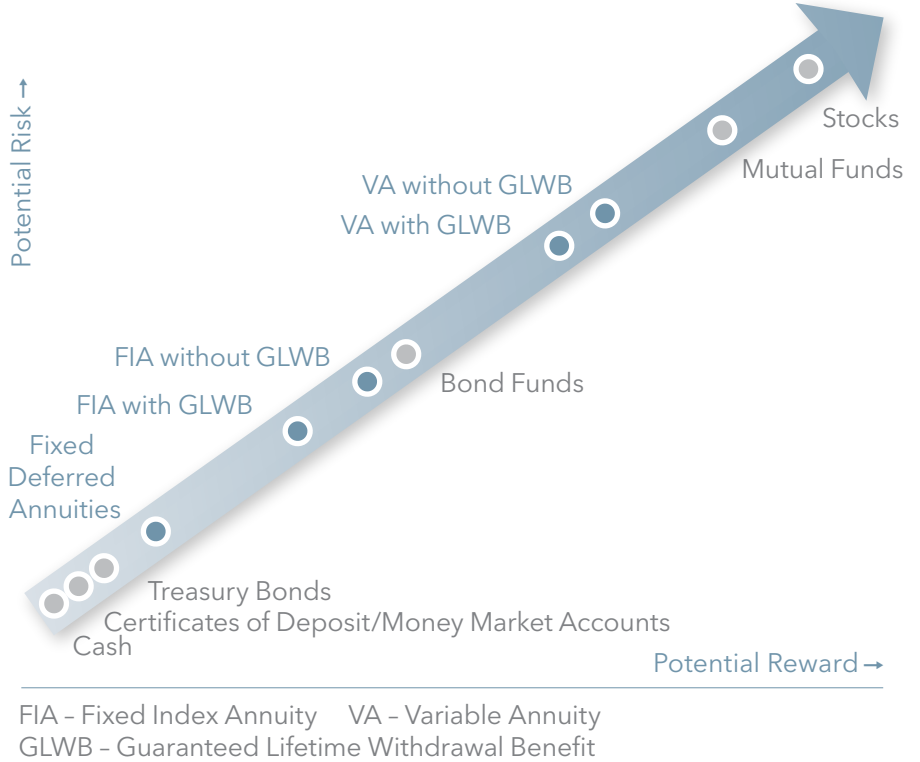 Potential Risk →
Stocks
Mutual Funds
VA without GLWB
VA with GLWB
FIA without GLWB
Bond Funds
FIA with GLWB
Fixed
Deferred
Annuities
Treasury Bonds
Certificates of Deposit/Money Market Accounts
Cash
Potential Reward →
FIA – Fixed Index Annuity VA – Variable Annuity
GLWB – Guaranteed Lifetime Withdrawal Benefit